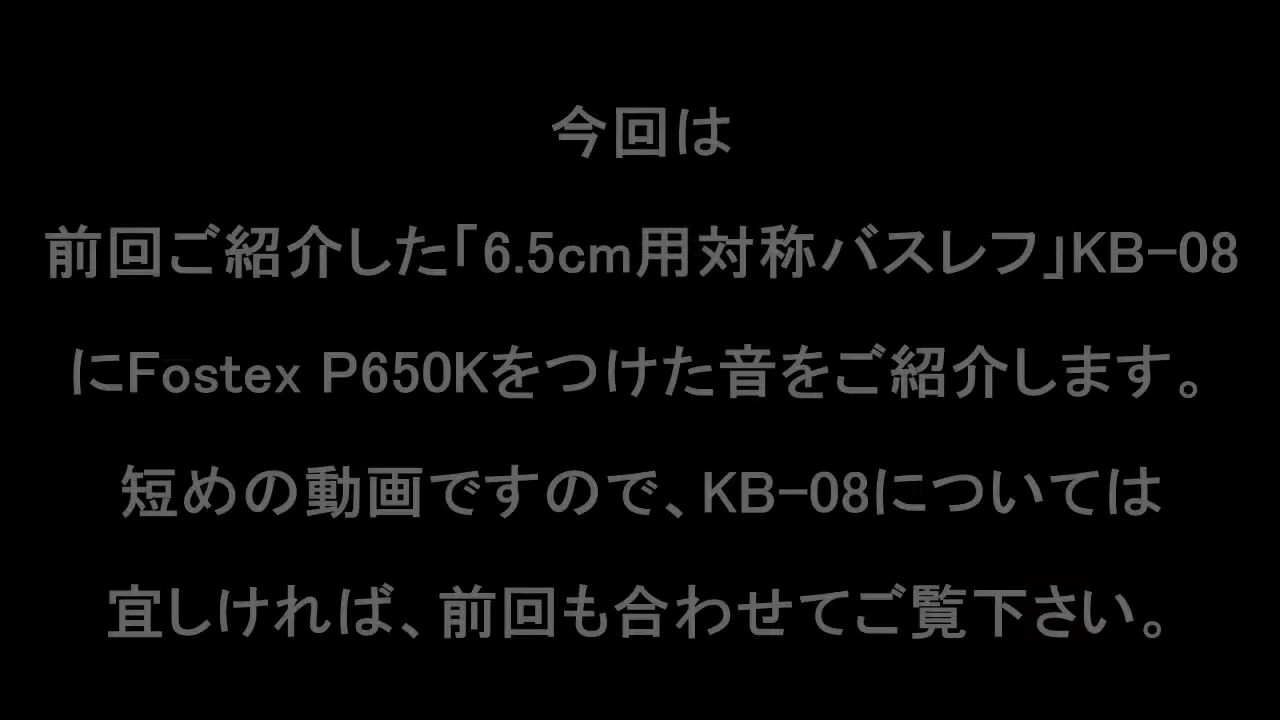 今回は
前回ご紹介した「6.5cm用対称バスレフ」KB-08
にFostex P650Kをつけた音をご紹介します。
短めの動画ですので、KB-08については
宜しければ、前回も合わせてご覧下さい。